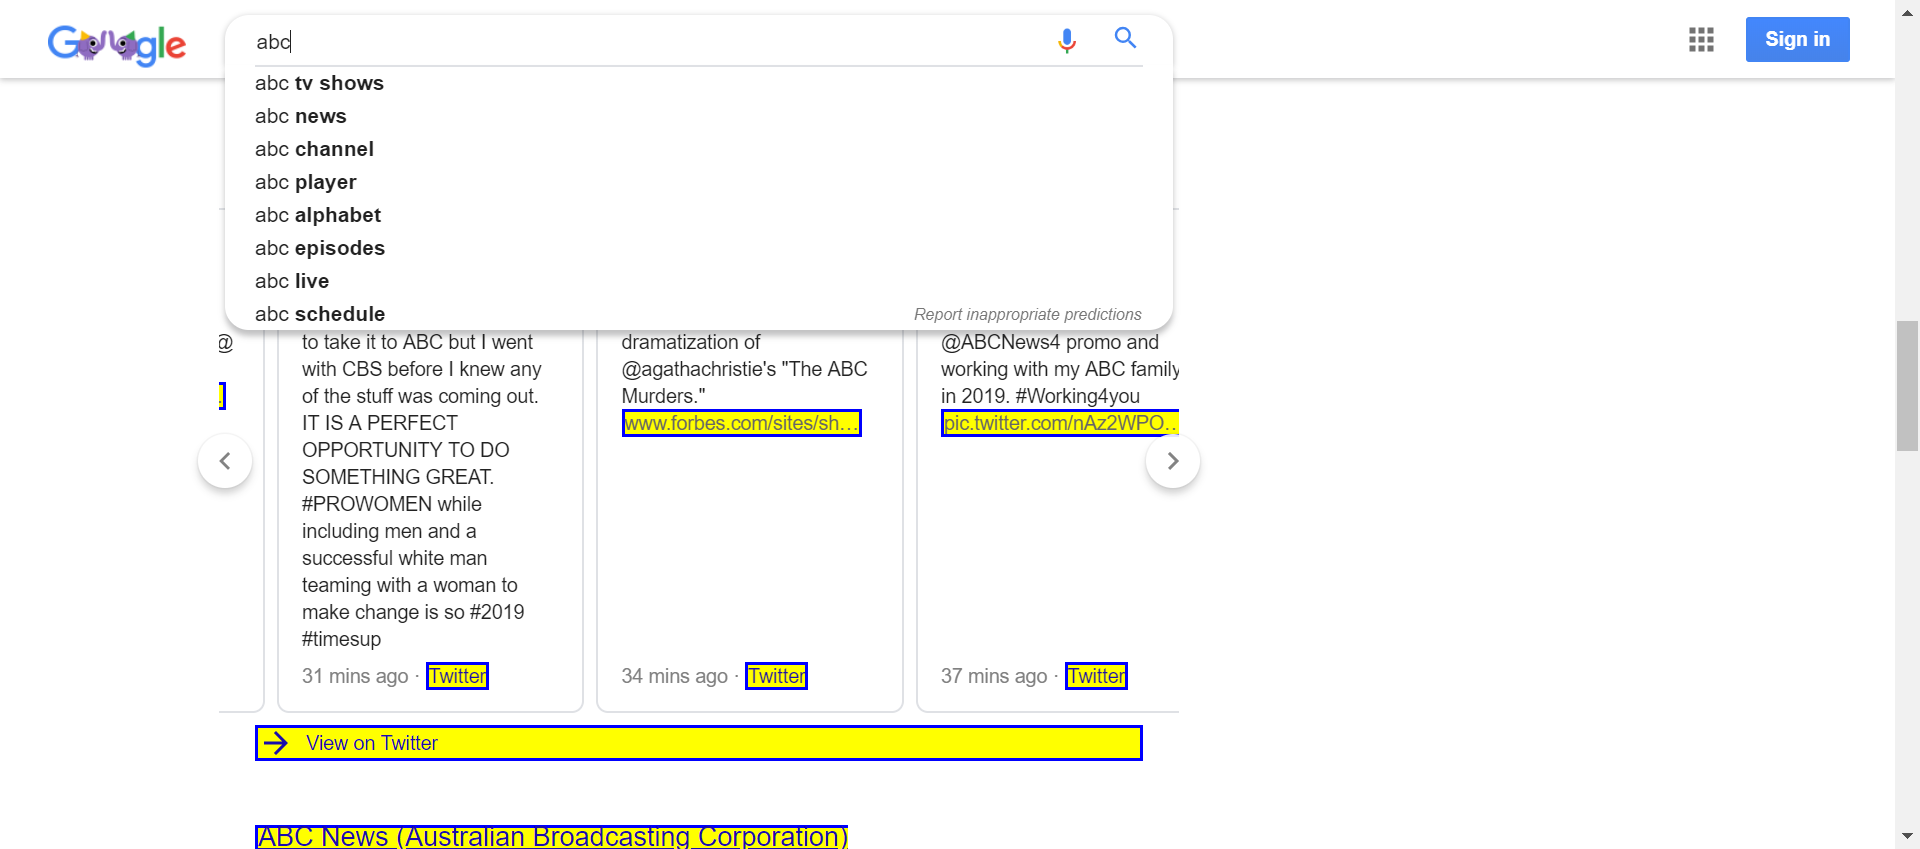 Google
abc
Sign in
abc tv shows
abc news
abc channel
abc player
abc alphabet
abc episodes
abc live
abc schedule
Report inappropriate predictions
@
to take it to ABC but I went
with CBS before I knew any
of the stuff was coming out.
IT IS A PERFECT
OPPORTUNITY TO DO
SOMETHING GREAT.
#PROWOMEN while
including men and a
successful white man
teaming with a woman to
make change is so #2019
#timesup
31 mins ago · Twitter
dramatization of
@agathachristie's "The ABC
Murders."
www.forbes.com/sites/sh...
34 mins ago · Twitter
@ABCNews4 promo and
working with my ABC family
in 2019. #Working4you
pic.twitter.com/nAz2WPO...
37 mins ago · Twitter
View on Twitter
ABC News (Australian Broadcasting Corporation)